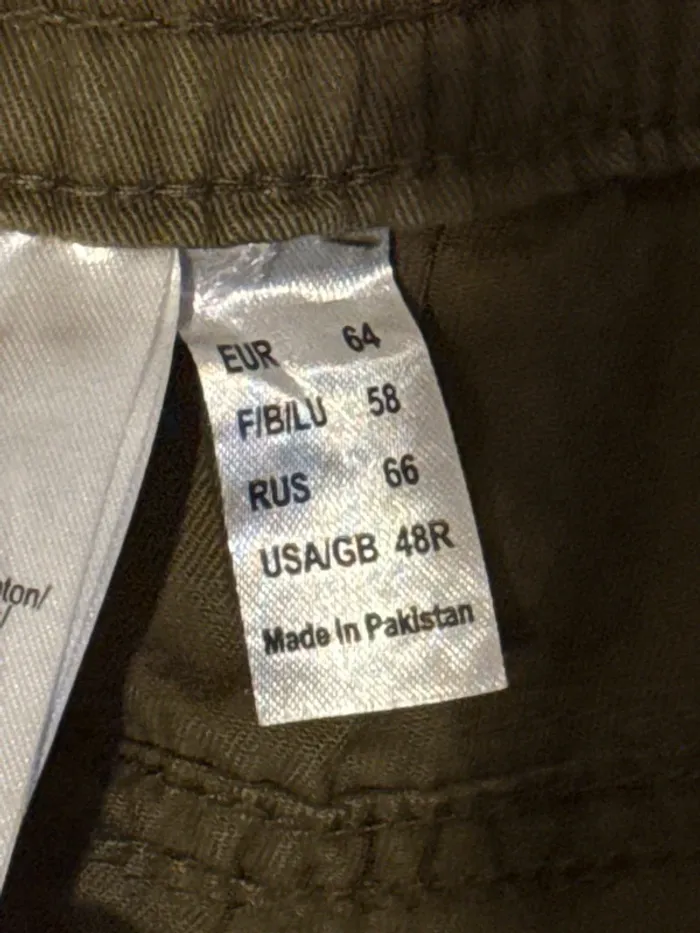 EUR 64
F/B/LU 58
RUS 66
USA/GB 48R
Made In Pakistan